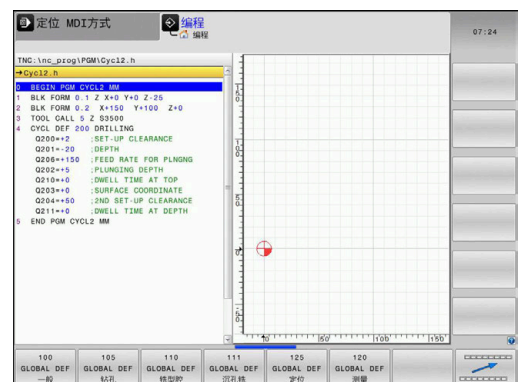 定位 MDI方式
编程
编程
07:24
TNC:\nc_prog\PGM\Cycl2.h
→Cycl2.h
0 BEGIN PGM CYCL2 MM
1 BLK FORM 0.1 Z X+0 Y+0 Z-25
2 BLK FORM 0.2 X+150 Y+100 Z+0
3 TOOL CALL 5 Z S3500
4 CYCL DEF 200 DRILLING
Q200=+2 ;SET-UP CLEARANCE
Q201=-20 ;DEPTH
Q206=+150 ;FEED RATE FOR PLNGNG
Q202=+5 ;PLUNGING DEPTH
Q210=+0 ;DWELL TIME AT TOP
Q203=+0 ;SURFACE COORDINATE
Q204=+50 ;2ND SET-UP CLEARANCE
Q211=+0 ;DWELL TIME AT DEPTH
5 END PGM CYCL2 MM
0 50 100 150
100 GLOBAL DEF 一般
105 GLOBAL DEF 钻孔
110 GLOBAL DEF 铣型腔
111 GLOBAL DEF 沉孔铣
125 GLOBAL DEF 定位
120 GLOBAL DEF 测量